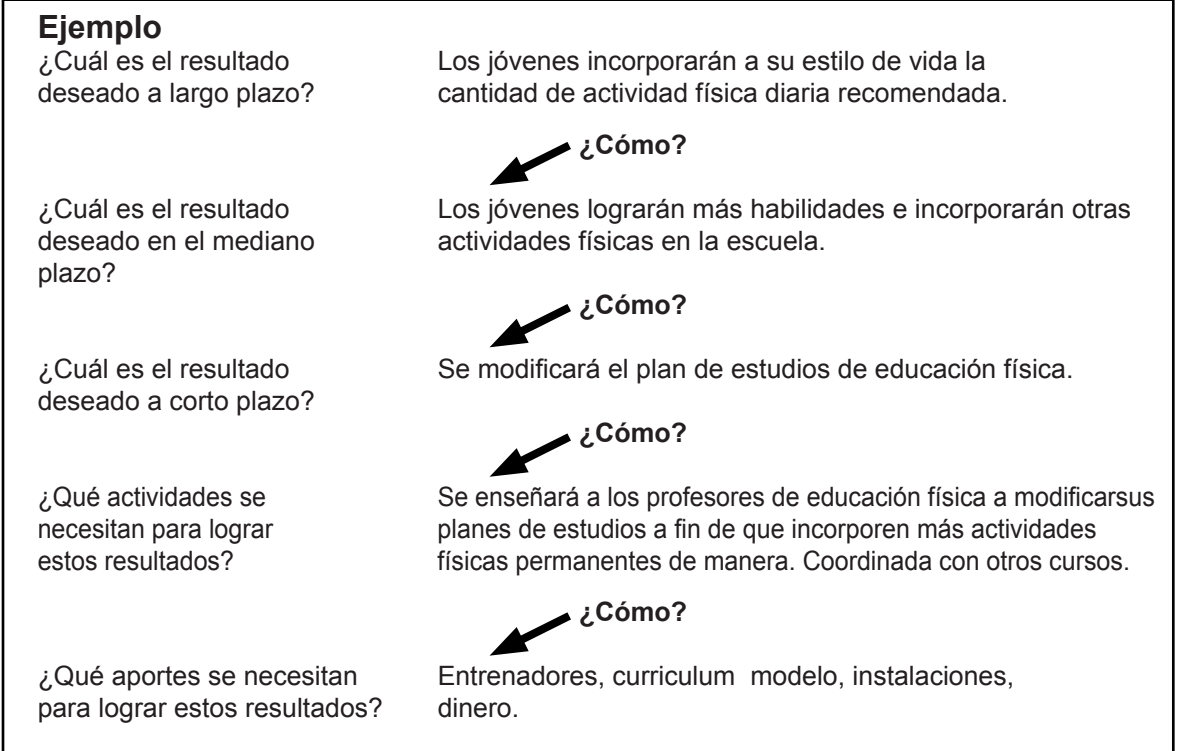 Ejemplo
¿Cuál es el resultado
deseado a largo plazo?
Los jóvenes incorporarán a su estilo de vida la
cantidad de actividad física diaria recomendada.
¿Cómo?
¿Cuál es el resultado
deseado en el mediano
plazo?
Los jóvenes lograrán más habilidades e incorporarán otras
actividades físicas en la escuela.
¿Cómo?
¿Cuál es el resultado
deseado a corto plazo?
Se modificará el plan de estudios de educación física.
¿Cómo?
¿Qué actividades se
necesitan para lograr
estos resultados?
Se enseñará a los profesores de educación física a modificarsus
planes de estudios a fin de que incorporen más actividades
físicas permanentes de manera. Coordinada con otros cursos.
¿Cómo?
¿Qué aportes se necesitan
para lograr estos resultados?
Entrenadores, curriculum  modelo, instalaciones,
dinero.